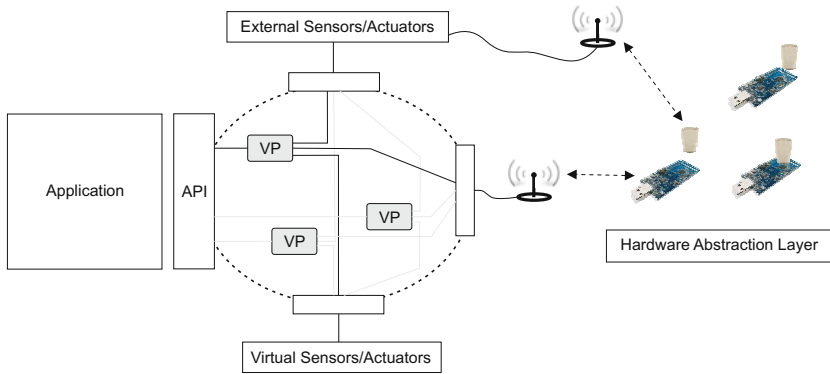 External Sensors/Actuators
Application
API
VP
VP
VP
Hardware Abstraction Layer
Virtual Sensors/Actuators